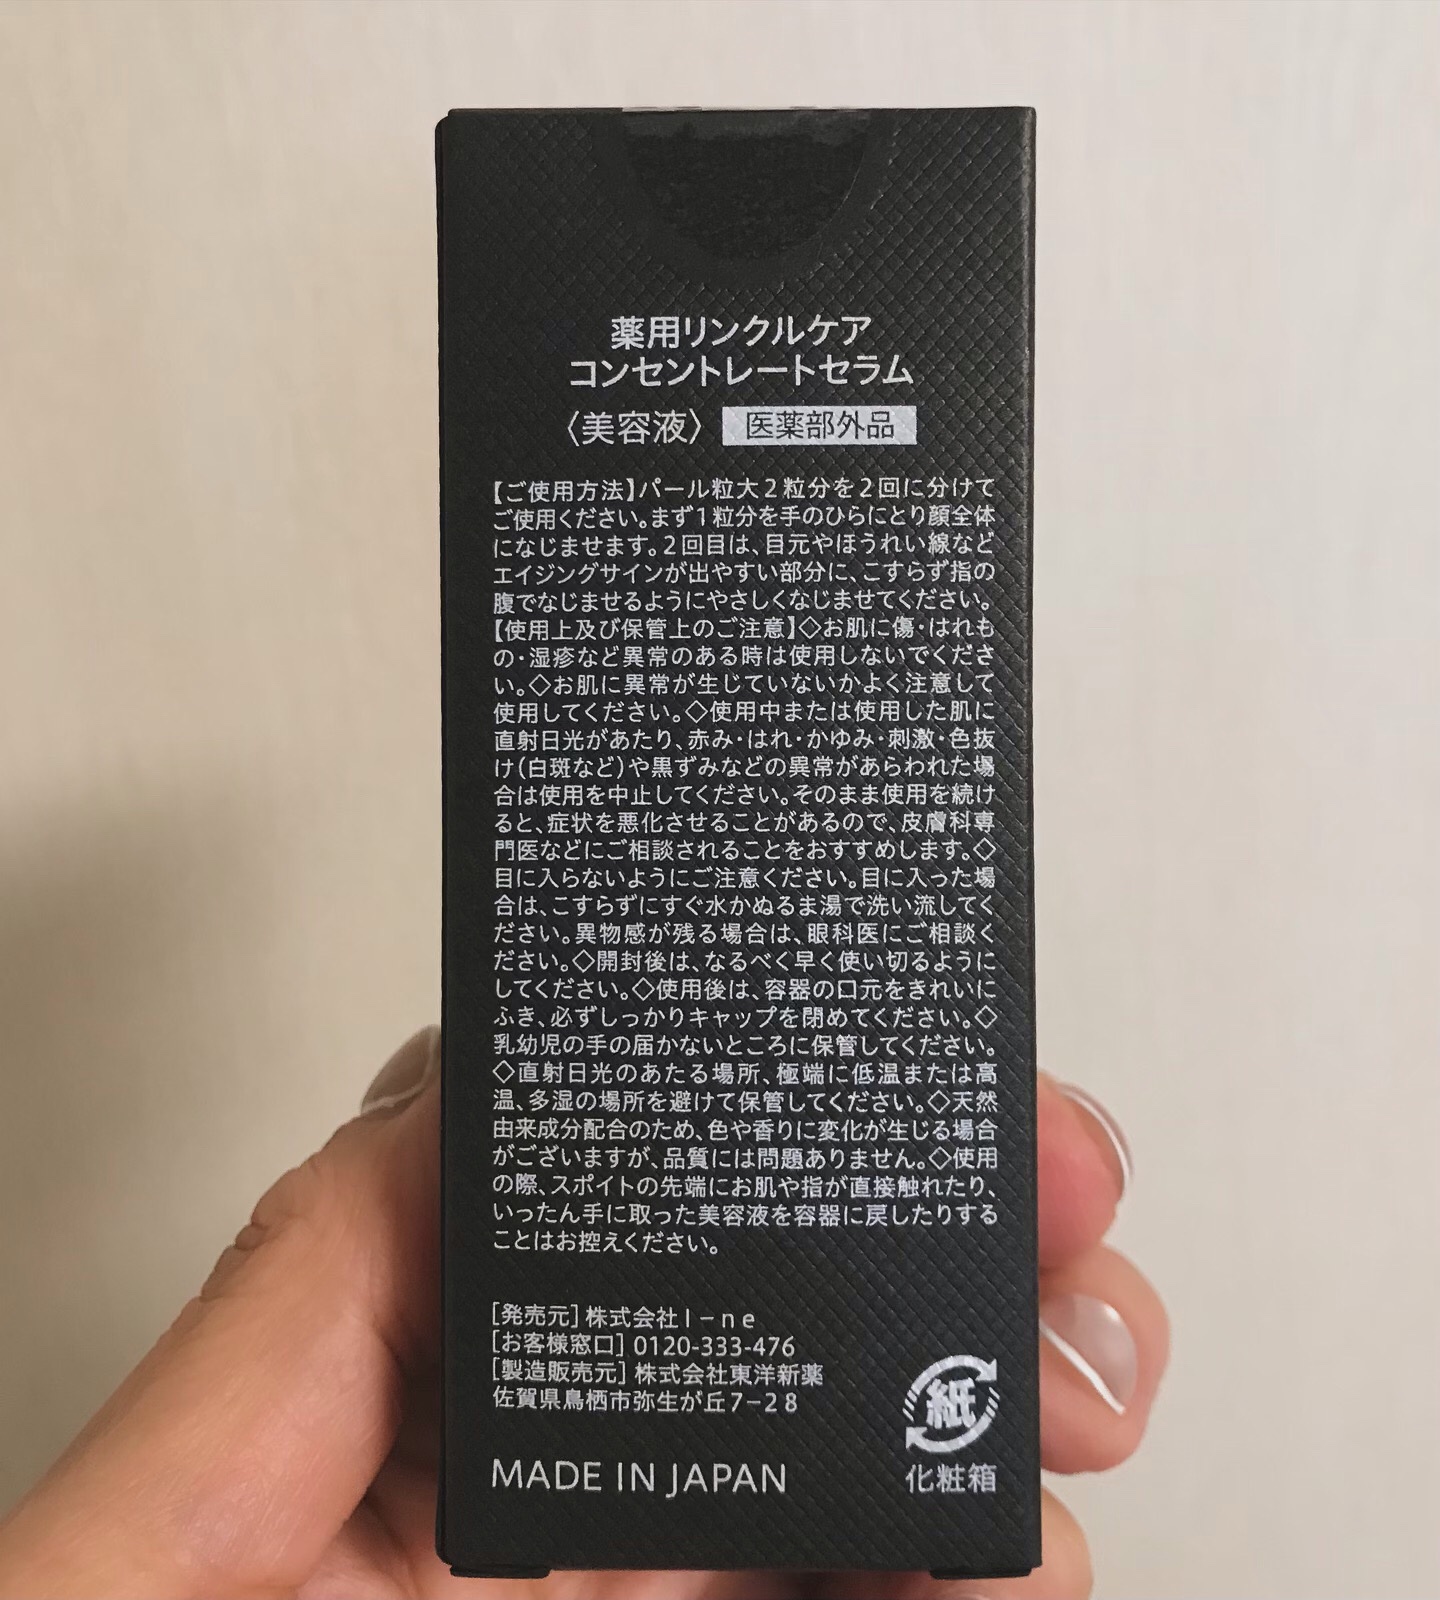 薬用リンクルケア
コンセントレートセラム
〈美容液〉 医薬部外品
【ご使用方法】パール粒大2粒分を2回に分けて
ご使用ください。まず1粒分を手のひらにとり顔全体
になじませます。2回目は、目元やほうれい線など
エイジングサインが出やすい部分に、こすらず指の
腹でなじませるようにやさしくなじませてください。
【使用上及び保管上のご注意】◇お肌に傷・はれも
の・湿疹など異常のある時は使用しないでくださ
い。◇お肌に異常が生じていないかよく注意して
使用してください。◇使用中または使用した肌に
直射日光があたり、赤み・はれ・かゆみ・刺激・色抜
け(白斑など)や黒ずみなどの異常があらわれた場
合は使用を中止してください。そのまま使用を続け
ると、症状を悪化させることがあるので、皮膚科専
門医などにご相談されることをおすすめします。◇
目に入らないようにご注意ください。目に入った場
合は、こすらずにすぐ水かぬるま湯で洗い流してく
ださい。異物感が残る場合は、眼科医にご相談く
ださい。◇開封後は、なるべく早く使い切るように
してください。◇使用後は、容器の口元をきれいに
ふき、必ずしっかりキャップを閉めてください。◇
乳幼児の手の届かないところに保管してください。
◇直射日光のあたる場所、極端に低温または高
温、多湿の場所を避けて保管してください。◇天然
由来成分配合のため、色や香りに変化が生じる場合
がございますが、品質には問題ありません。◇使用
の際、スポイトの先端にお肌や指が直接触れたり、
いったん手に取った美容液を容器に戻したりする
ことはお控えください。
[発売元] 株式会社I-ne
[お客様窓口] 0120-333-476
[製造販売元] 株式会社東洋新薬
佐賀県鳥栖市弥生が丘7-28
MADE IN JAPAN
紙
化粧箱